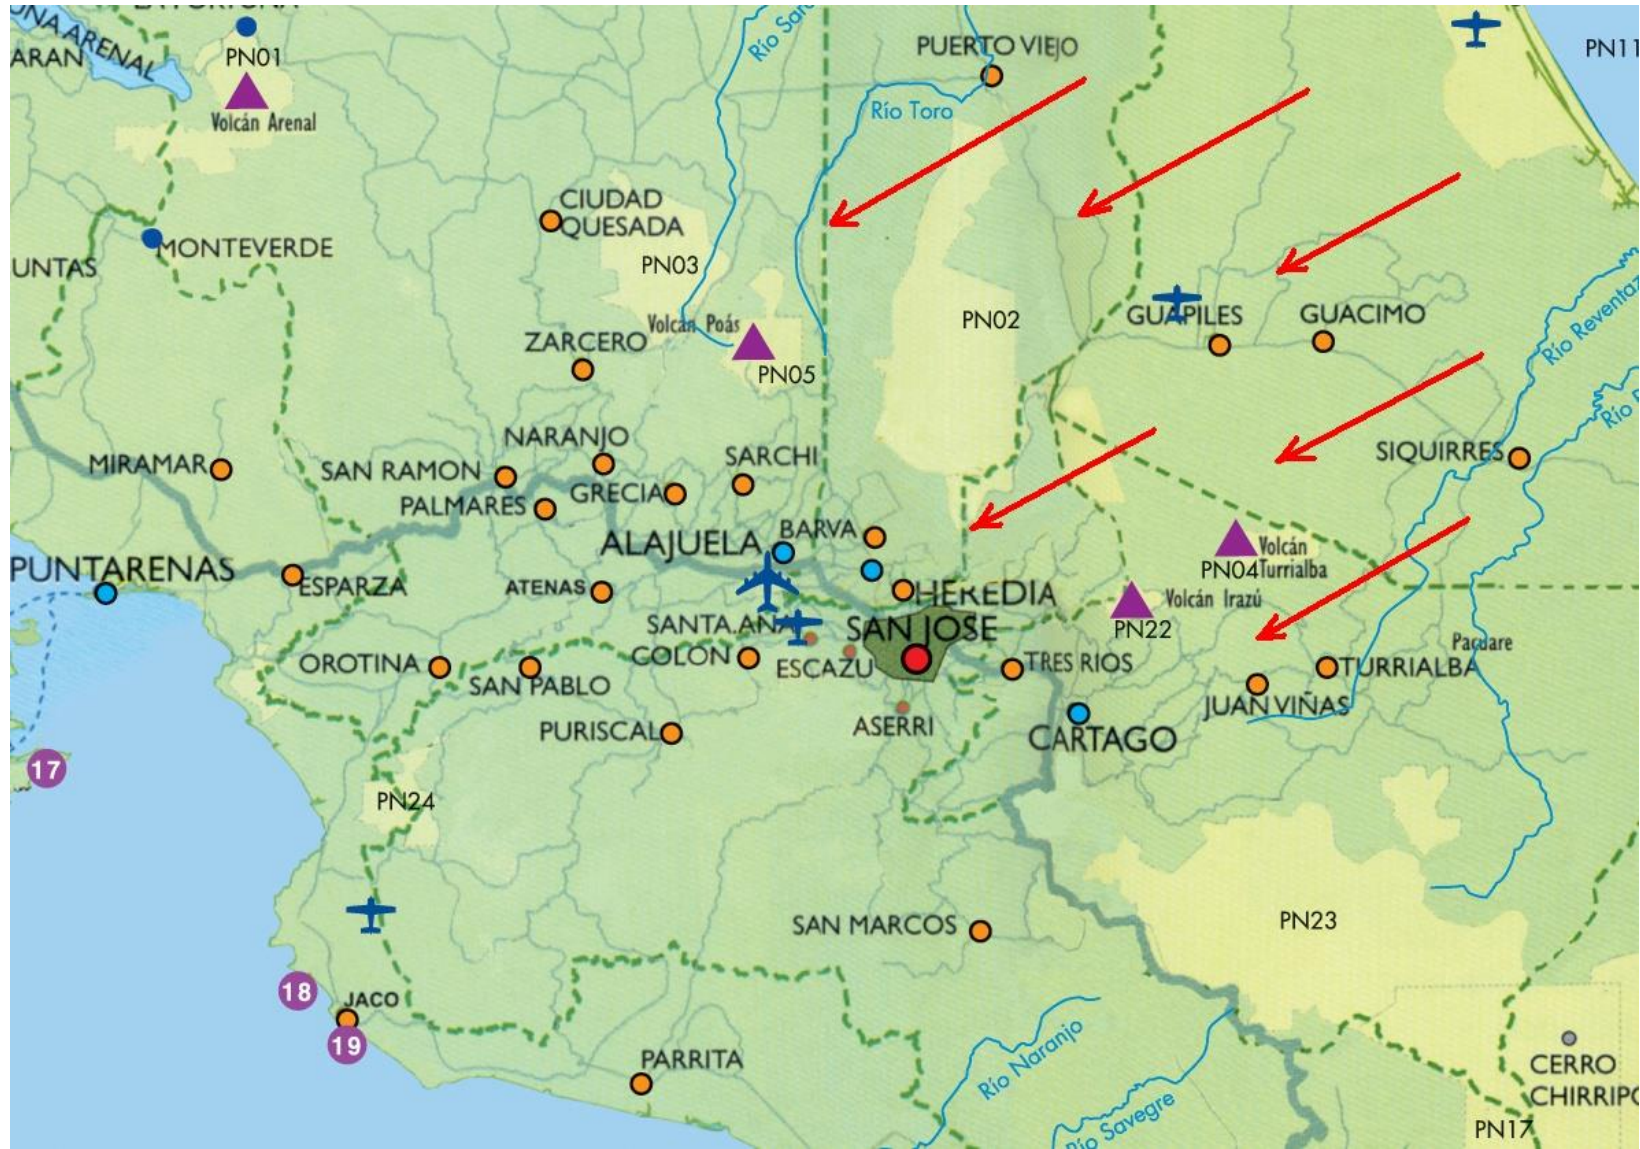 PUERTO VIEJO
PN11
ARENAL
ARAN
PN01
Volcán Arenal
Río Toro
CIUDAD
QUESADA
MONTEVERDE
UNTAS
PN03
Volcán Poás
PN05
PN02
GUAPILES
GUACIMO
ZARCERO
NARANJO
SARCHI
MIRAMAR
SAN RAMON
GRECIA
PALMARES
SIQUIRRES
ALAJUELA
BARVA
PUNTARENAS
ESPARZA
ATENAS
HEREDIA
Volcán
Turrialba
PN04
Volcán Irazú
PN22
SANTA ANA
SAN JOSE
COLON
ESCAZU
OROTINA
SAN PABLO
TRES RIOS
Pacuare
TURRIALBA
JUAN VIÑAS
PURISCAL
ASERRI
CARTAGO
17
PN24
SAN MARCOS
PN23
18
JACO
19
PARRITA
Río Naranjo
Río Savegre
CERRO
CHIRRIPO
PN17